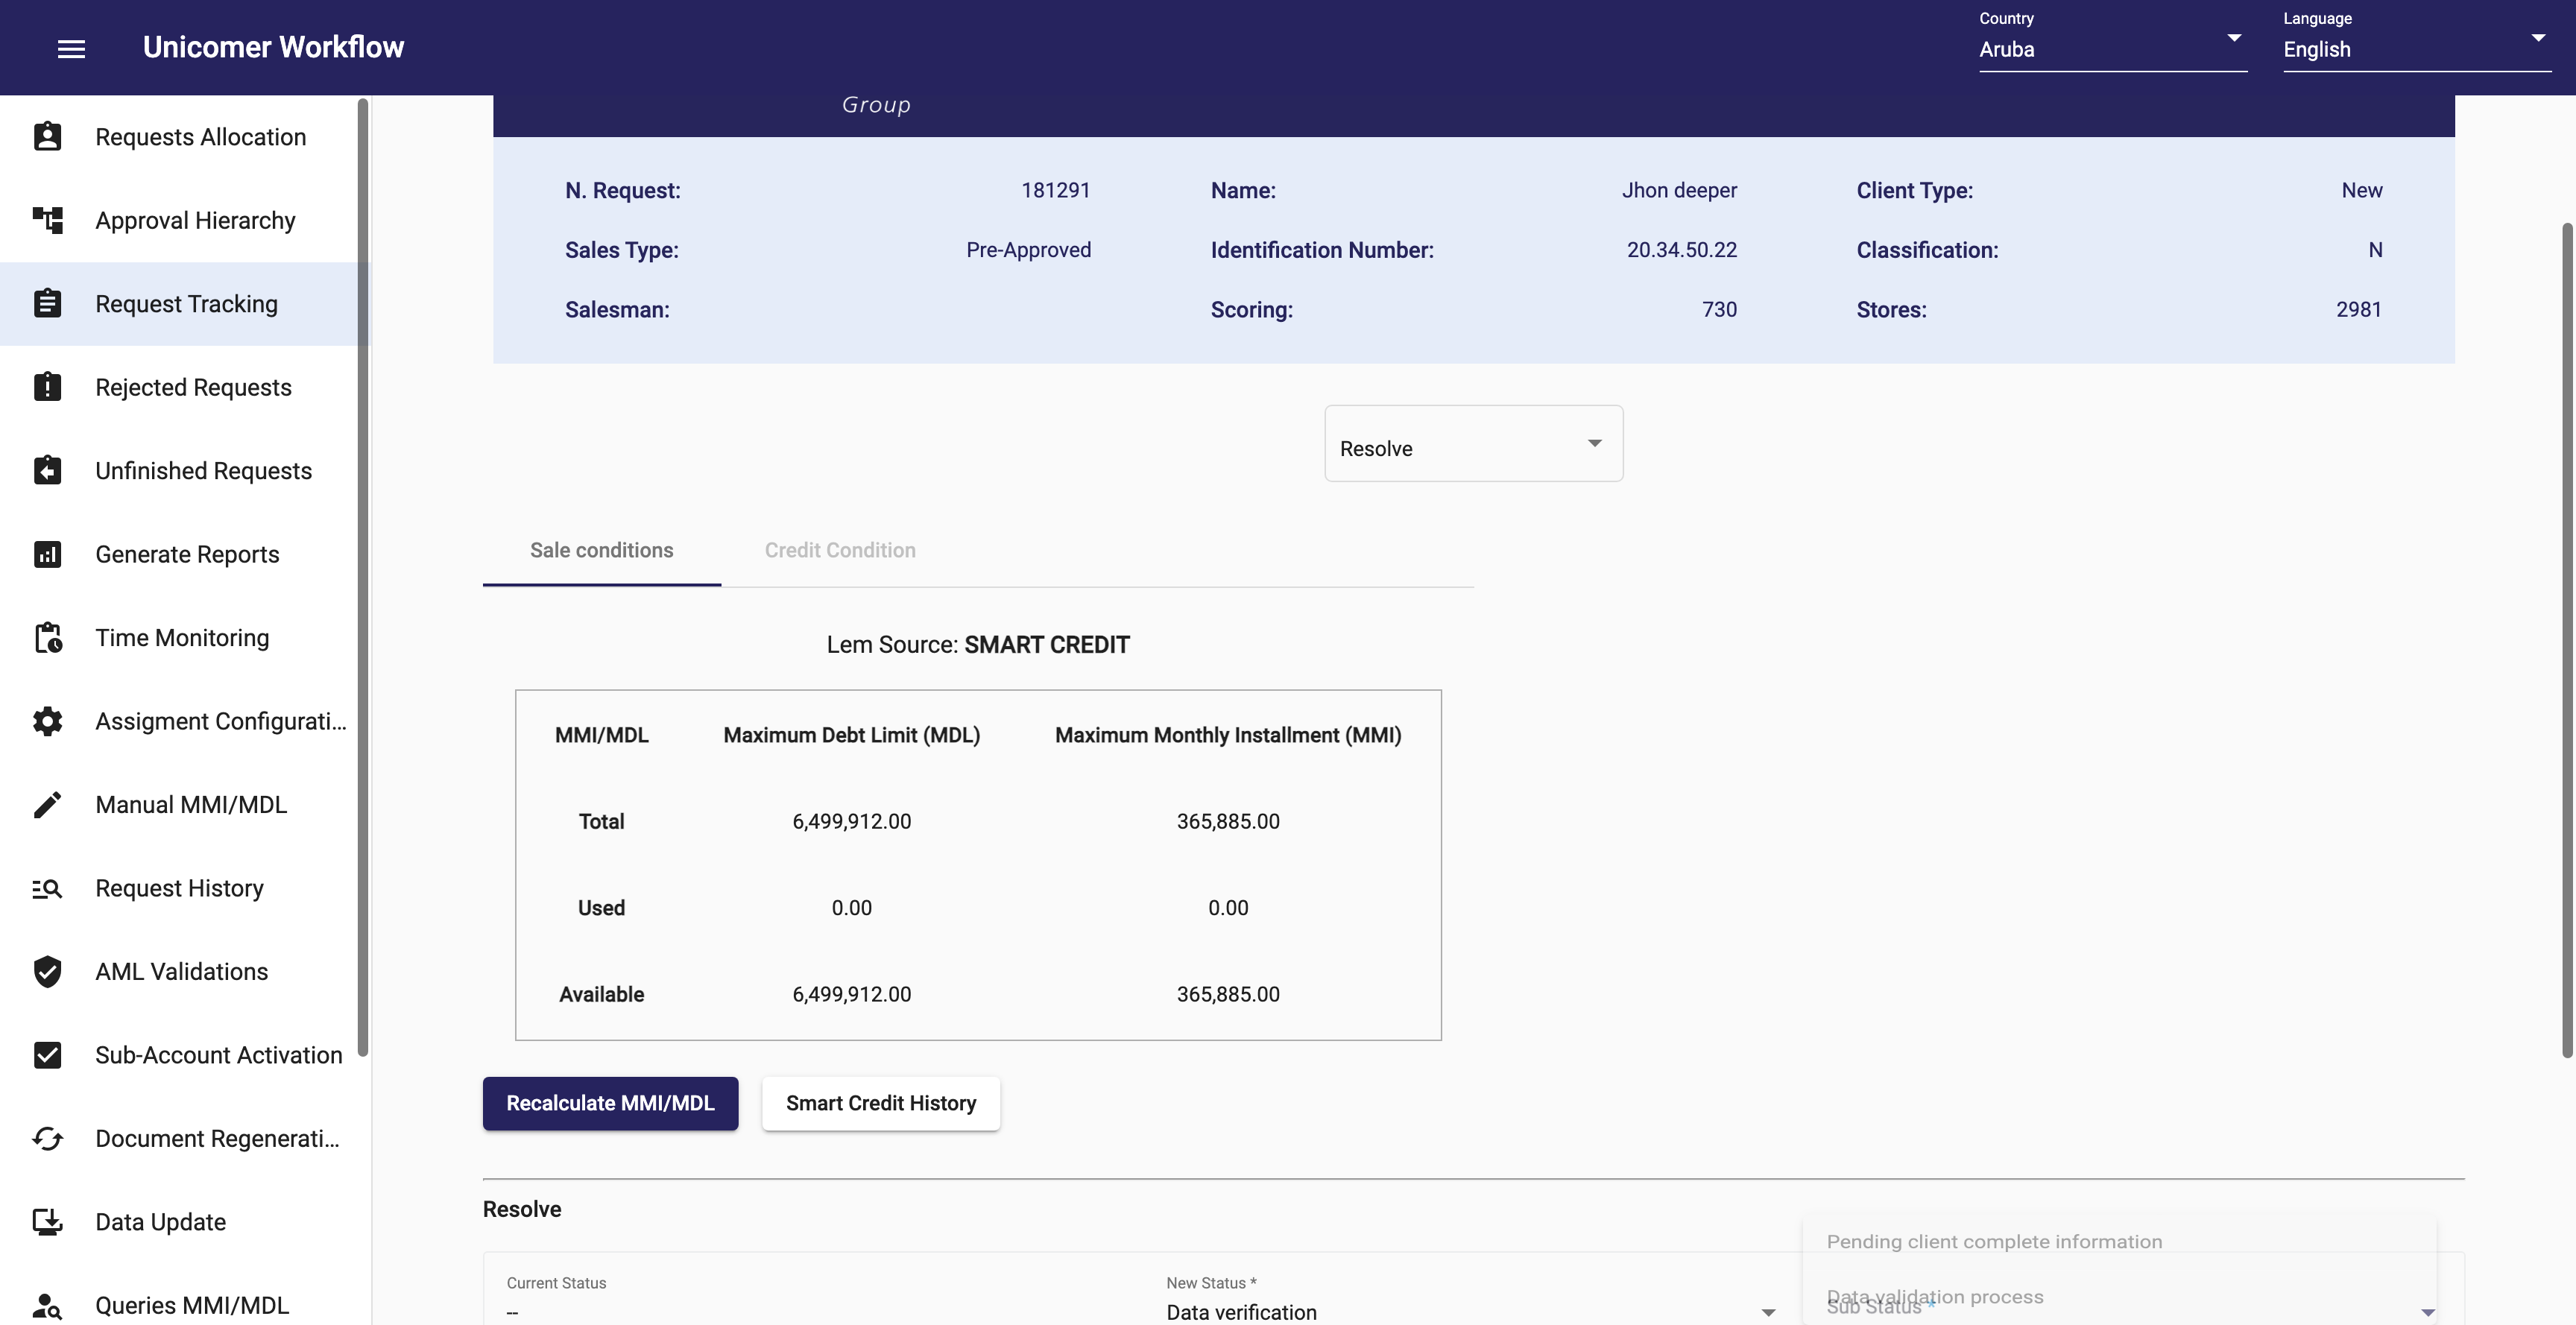 Unicomer Workflow
Country
Aruba
Language
English
Requests Allocation
Approval Hierarchy
Request Tracking
Rejected Requests
Unfinished Requests
Generate Reports
Time Monitoring
Assigment Configurati...
Manual MMI/MDL
Request History
AML Validations
Sub-Account Activation
Document Regenerati...
Data Update
Queries MMI/MDL
Group
N. Request: 181291 Name: Jhon deeper Client Type: New
Sales Type: Pre-Approved Identification Number: 20.34.50.22 Classification: N
Salesman: Scoring: 730 Stores: 2981
Resolve
Sale conditions Credit Condition
Lem Source: SMART CREDIT
MMI/MDL Maximum Debt Limit (MDL) Maximum Monthly Installment (MMI)
Total 6,499,912.00 365,885.00
Used 0.00 0.00
Available 6,499,912.00 365,885.00
Recalculate MMI/MDL Smart Credit History
Resolve
Current Status
--
New Status *
Data verification
Pending client complete information
Data validation process
Sub Status *